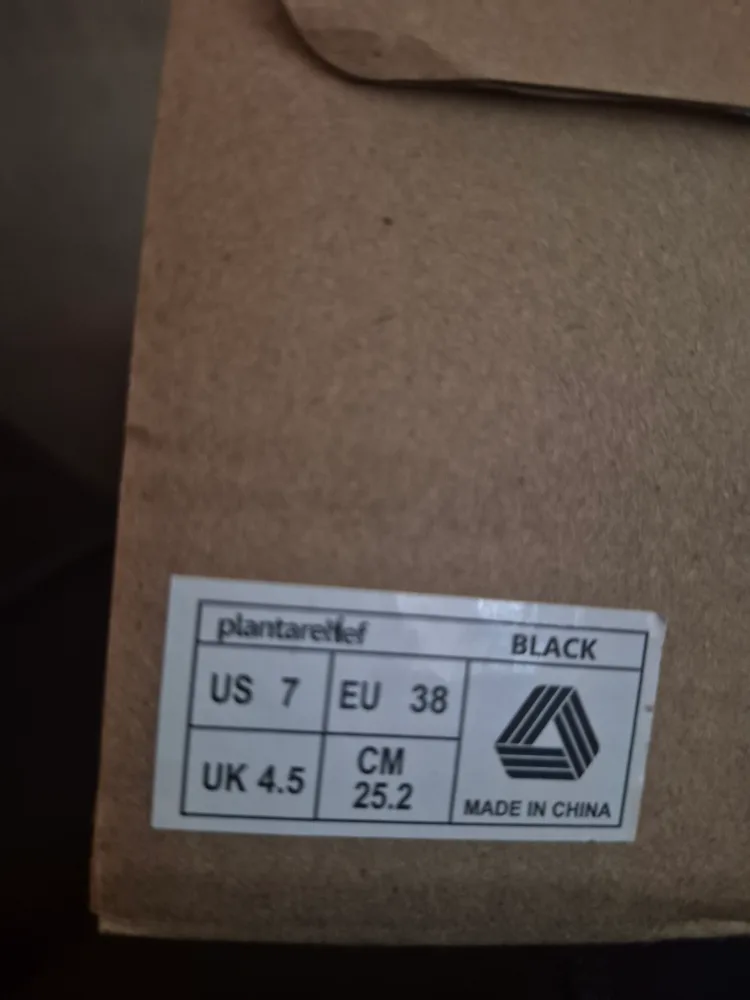 plantarelief BLACK
US 7 EU 38
UK 4.5 CM 25.2
MADE IN CHINA